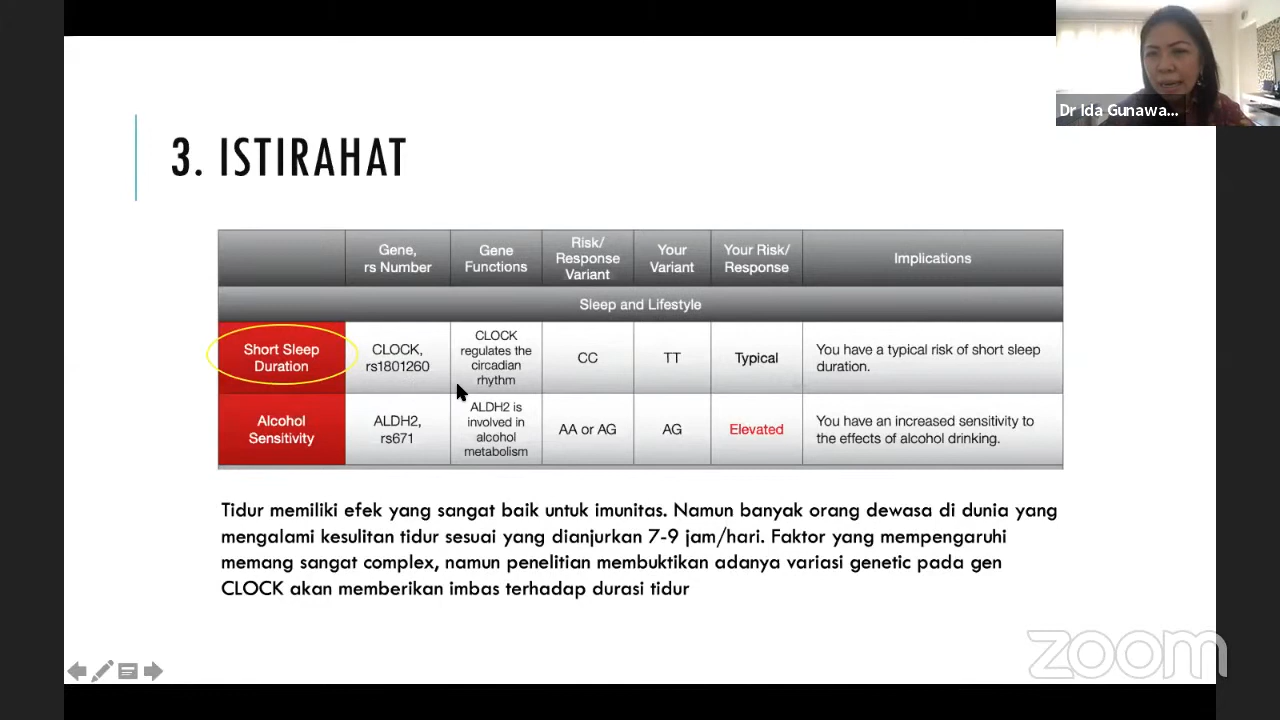 Dr Ida Gunawa...
3. ISTIRAHAT
Gene,
rs Number
Gene
Functions
Risk/
Response
Variant
Your
Variant
Your Risk/
Response
Implications
Sleep and Lifestyle
Short Sleep
Duration
CLOCK,
rs1801260
CLOCK
regulates the
circadian
rhythm
CC
TT
Typical
You have a typical risk of short sleep
duration.
Alcohol
Sensitivity
ALDH2,
rs671
ALDH2 is
involved in
alcohol
metabolism
AA or AG
AG
Elevated
You have an increased sensitivity to
the effects of alcohol drinking.
Tidur memiliki efek yang sangat baik untuk imunitas. Namun banyak orang dewasa di dunia yang
mengalami kesulitan tidur sesuai yang dianjurkan 7-9 jam/hari. Faktor yang mempengaruhi
memang sangat complex, namun penelitian membuktikan adanya variasi genetic pada gen
CLOCK akan memberikan imbas terhadap durasi tidur
zoom